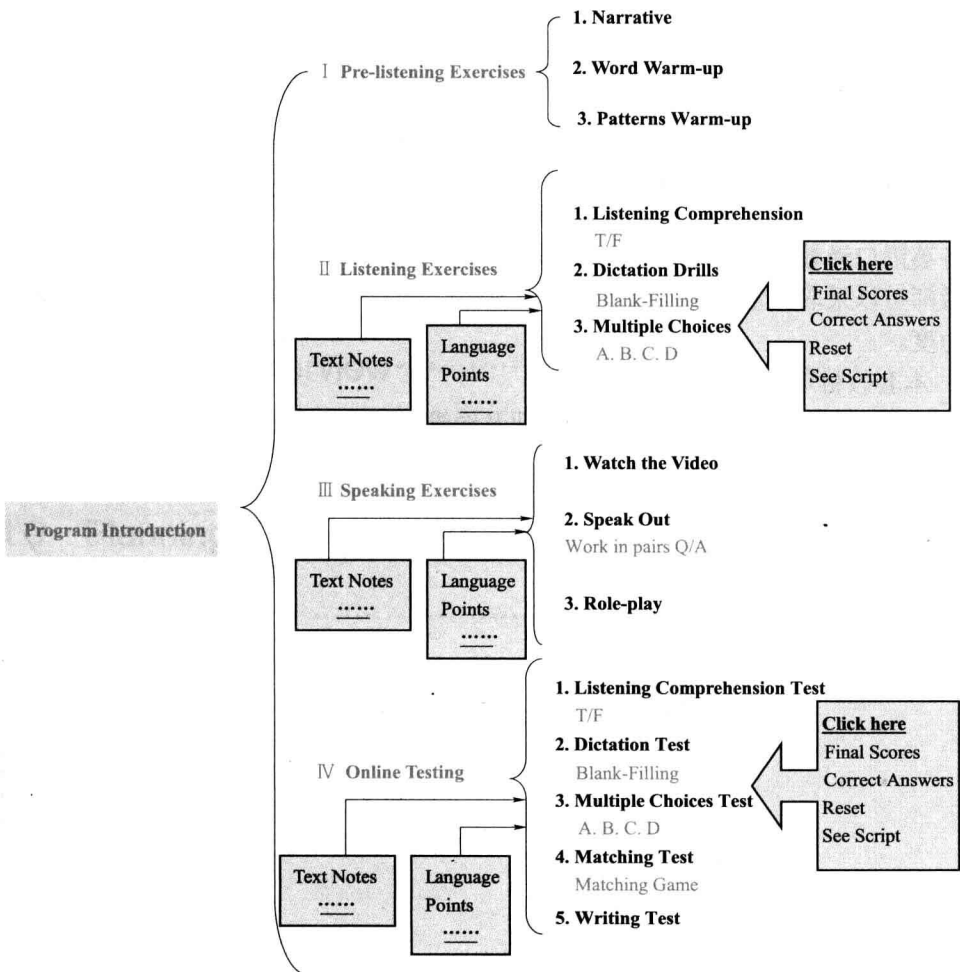 Program Introduction
Ⅰ Pre-listening Exercises
1. Narrative
2. Word Warm-up
3. Patterns Warm-up
Ⅱ Listening Exercises
Text Notes
......
Language
Points
......
1. Listening Comprehension
T/F
2. Dictation Drills
Blank-Filling
3. Multiple Choices
A. B. C. D
Click here
Final Scores
Correct Answers
Reset
See Script
Ⅲ Speaking Exercises
Text Notes
......
Language
Points
......
1. Watch the Video
2. Speak Out
Work in pairs Q/A
3. Role-play
Ⅳ Online Testing
Text Notes
......
Language
Points
......
1. Listening Comprehension Test
T/F
2. Dictation Test
Blank-Filling
3. Multiple Choices Test
A. B. C. D
4. Matching Test
Matching Game
5. Writing Test
Click here
Final Scores
Correct Answers
Reset
See Script